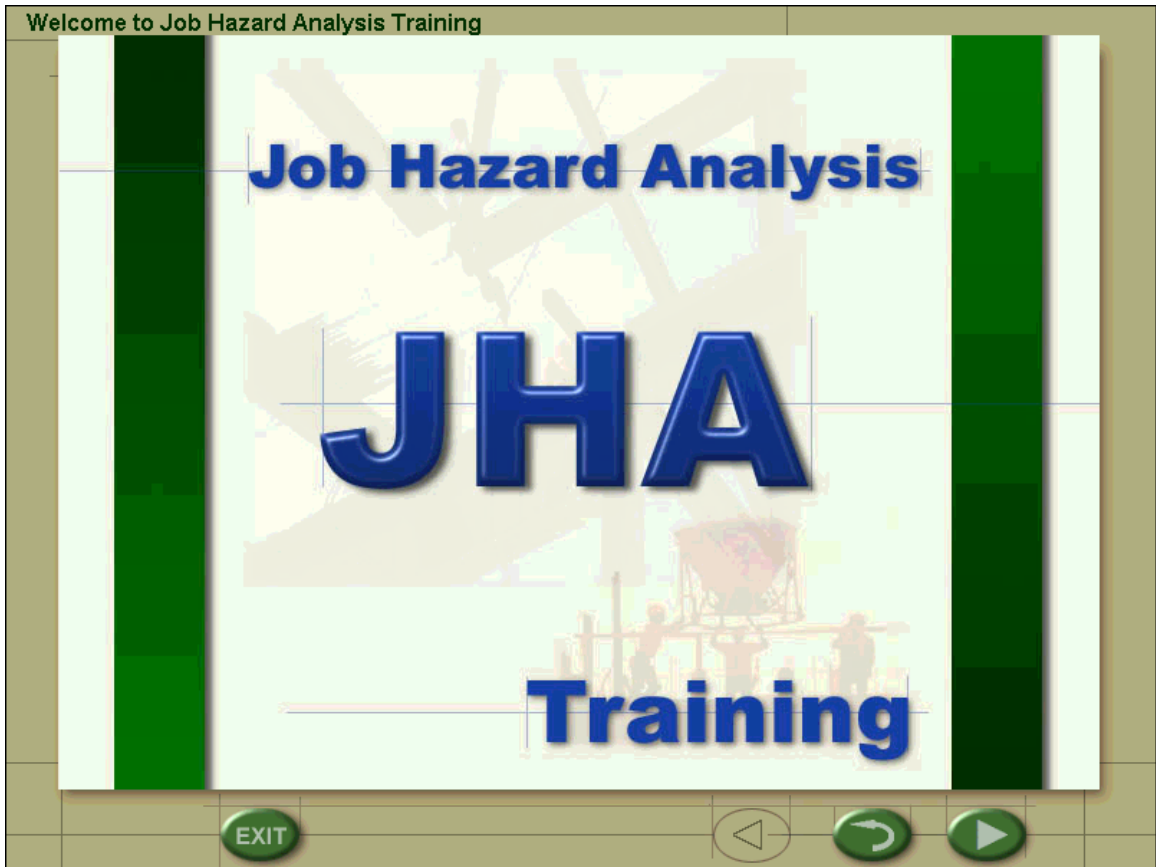 Welcome to Job Hazard Analysis Training
Job Hazard Analysis
JHA
Training
EXIT